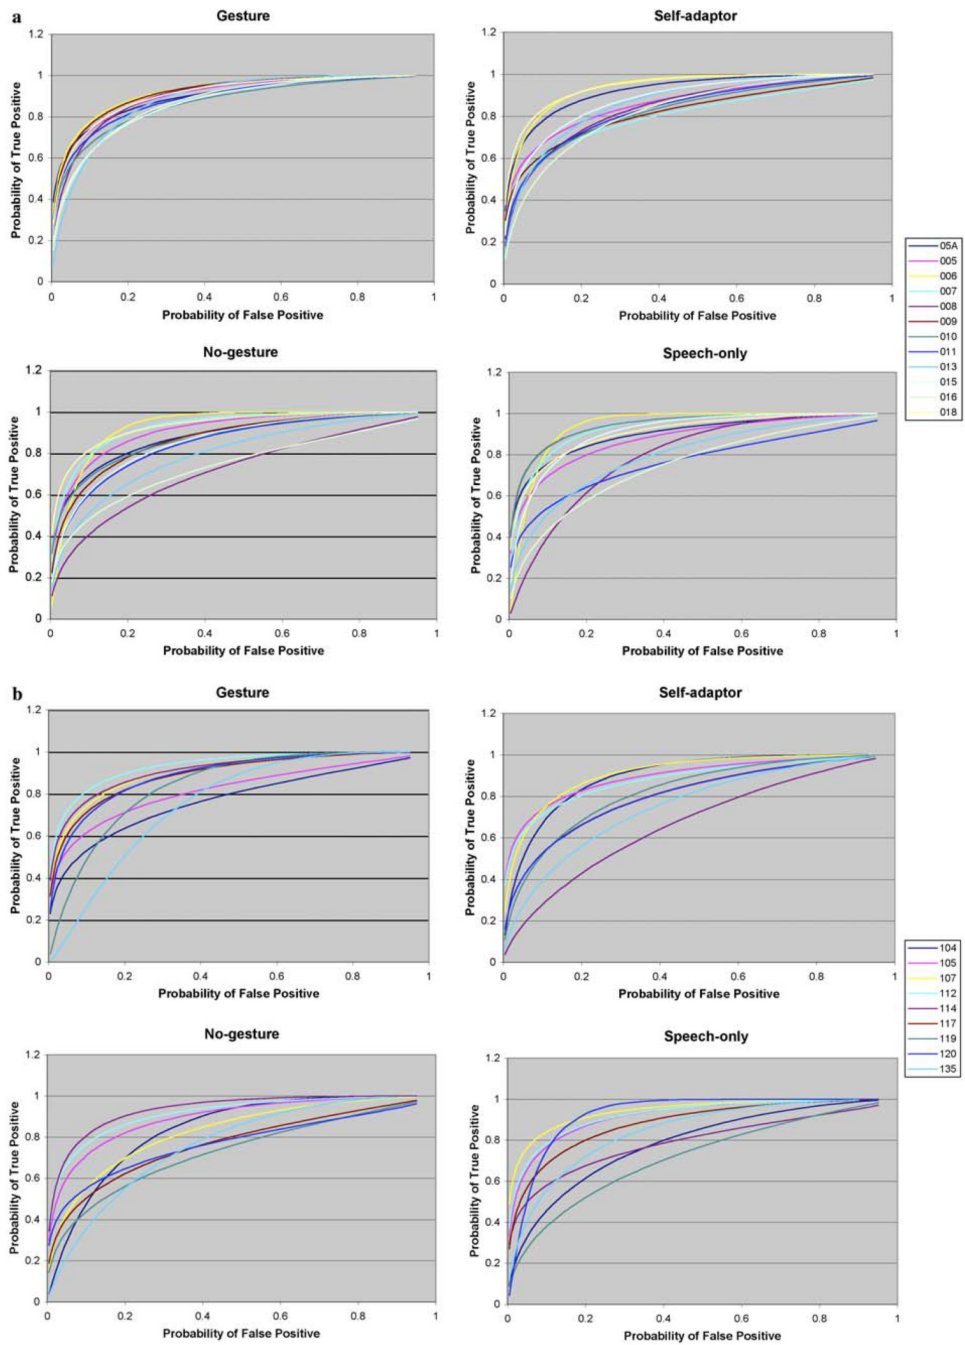 a
Gesture
Self-adaptor
1.2
1
0.8
0.6
0.4
0.2
0
Probability of True Positive
0 0.2 0.4 0.6 0.8 1
Probability of False Positive
1.2
1
0.8
0.6
0.4
0.2
0
Probability of True Positive
0 0.2 0.4 0.6 0.8 1
Probability of False Positive
05A
005
006
007
008
009
010
011
013
015
016
018
No-gesture
Speech-only
1.2
1
0.8
0.6
0.4
0.2
0
Probability of True Positive
0 0.2 0.4 0.6 0.8 1
Probability of False Positive
1.2
1
0.8
0.6
0.4
0.2
0
Probability of True Positive
0 0.2 0.4 0.6 0.8 1
Probability of False Positive
b
Gesture
Self-adaptor
1.2
1
0.8
0.6
0.4
0.2
0
Probability of True Positive
0 0.2 0.4 0.6 0.8 1
Probability of False Positive
1.2
1
0.8
0.6
0.4
0.2
0
Probability of True Positive
0 0.2 0.4 0.6 0.8 1
Probability of False Positive
104
105
107
112
114
117
119
120
135
No-gesture
Speech-only
1.2
1
0.8
0.6
0.4
0.2
0
Probability of True Positive
0 0.2 0.4 0.6 0.8 1
Probability of False Positive
1.2
1
0.8
0.6
0.4
0.2
0
Probability of True Positive
0 0.2 0.4 0.6 0.8 1
Probability of False Positive